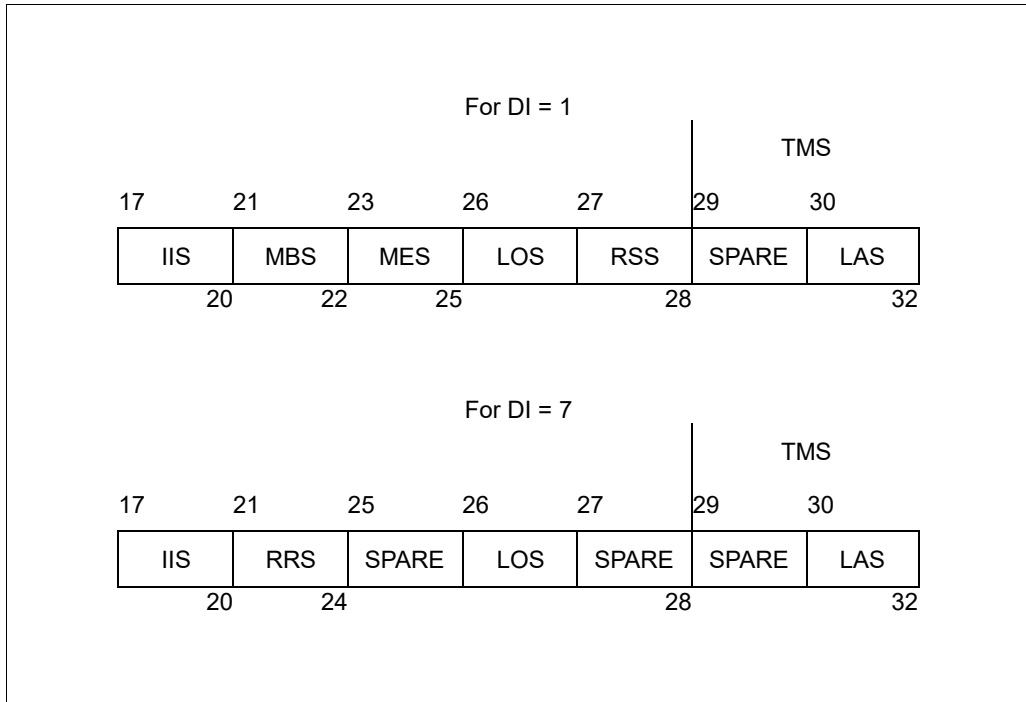 For DI = 1
TMS
17 21 23 26 27 29 30
IIS MBS MES LOS RSS SPARE LAS
20 22 25 28 32
For DI = 7
TMS
17 21 25 26 27 29 30
IIS RRS SPARE LOS SPARE SPARE LAS
20 24 28 32